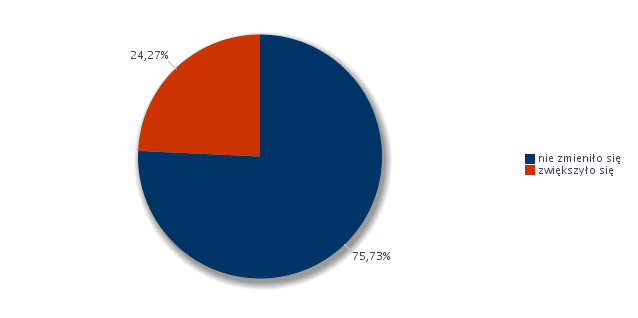 24,27%
nie zmieniło się
zwiększyło się
75,73%